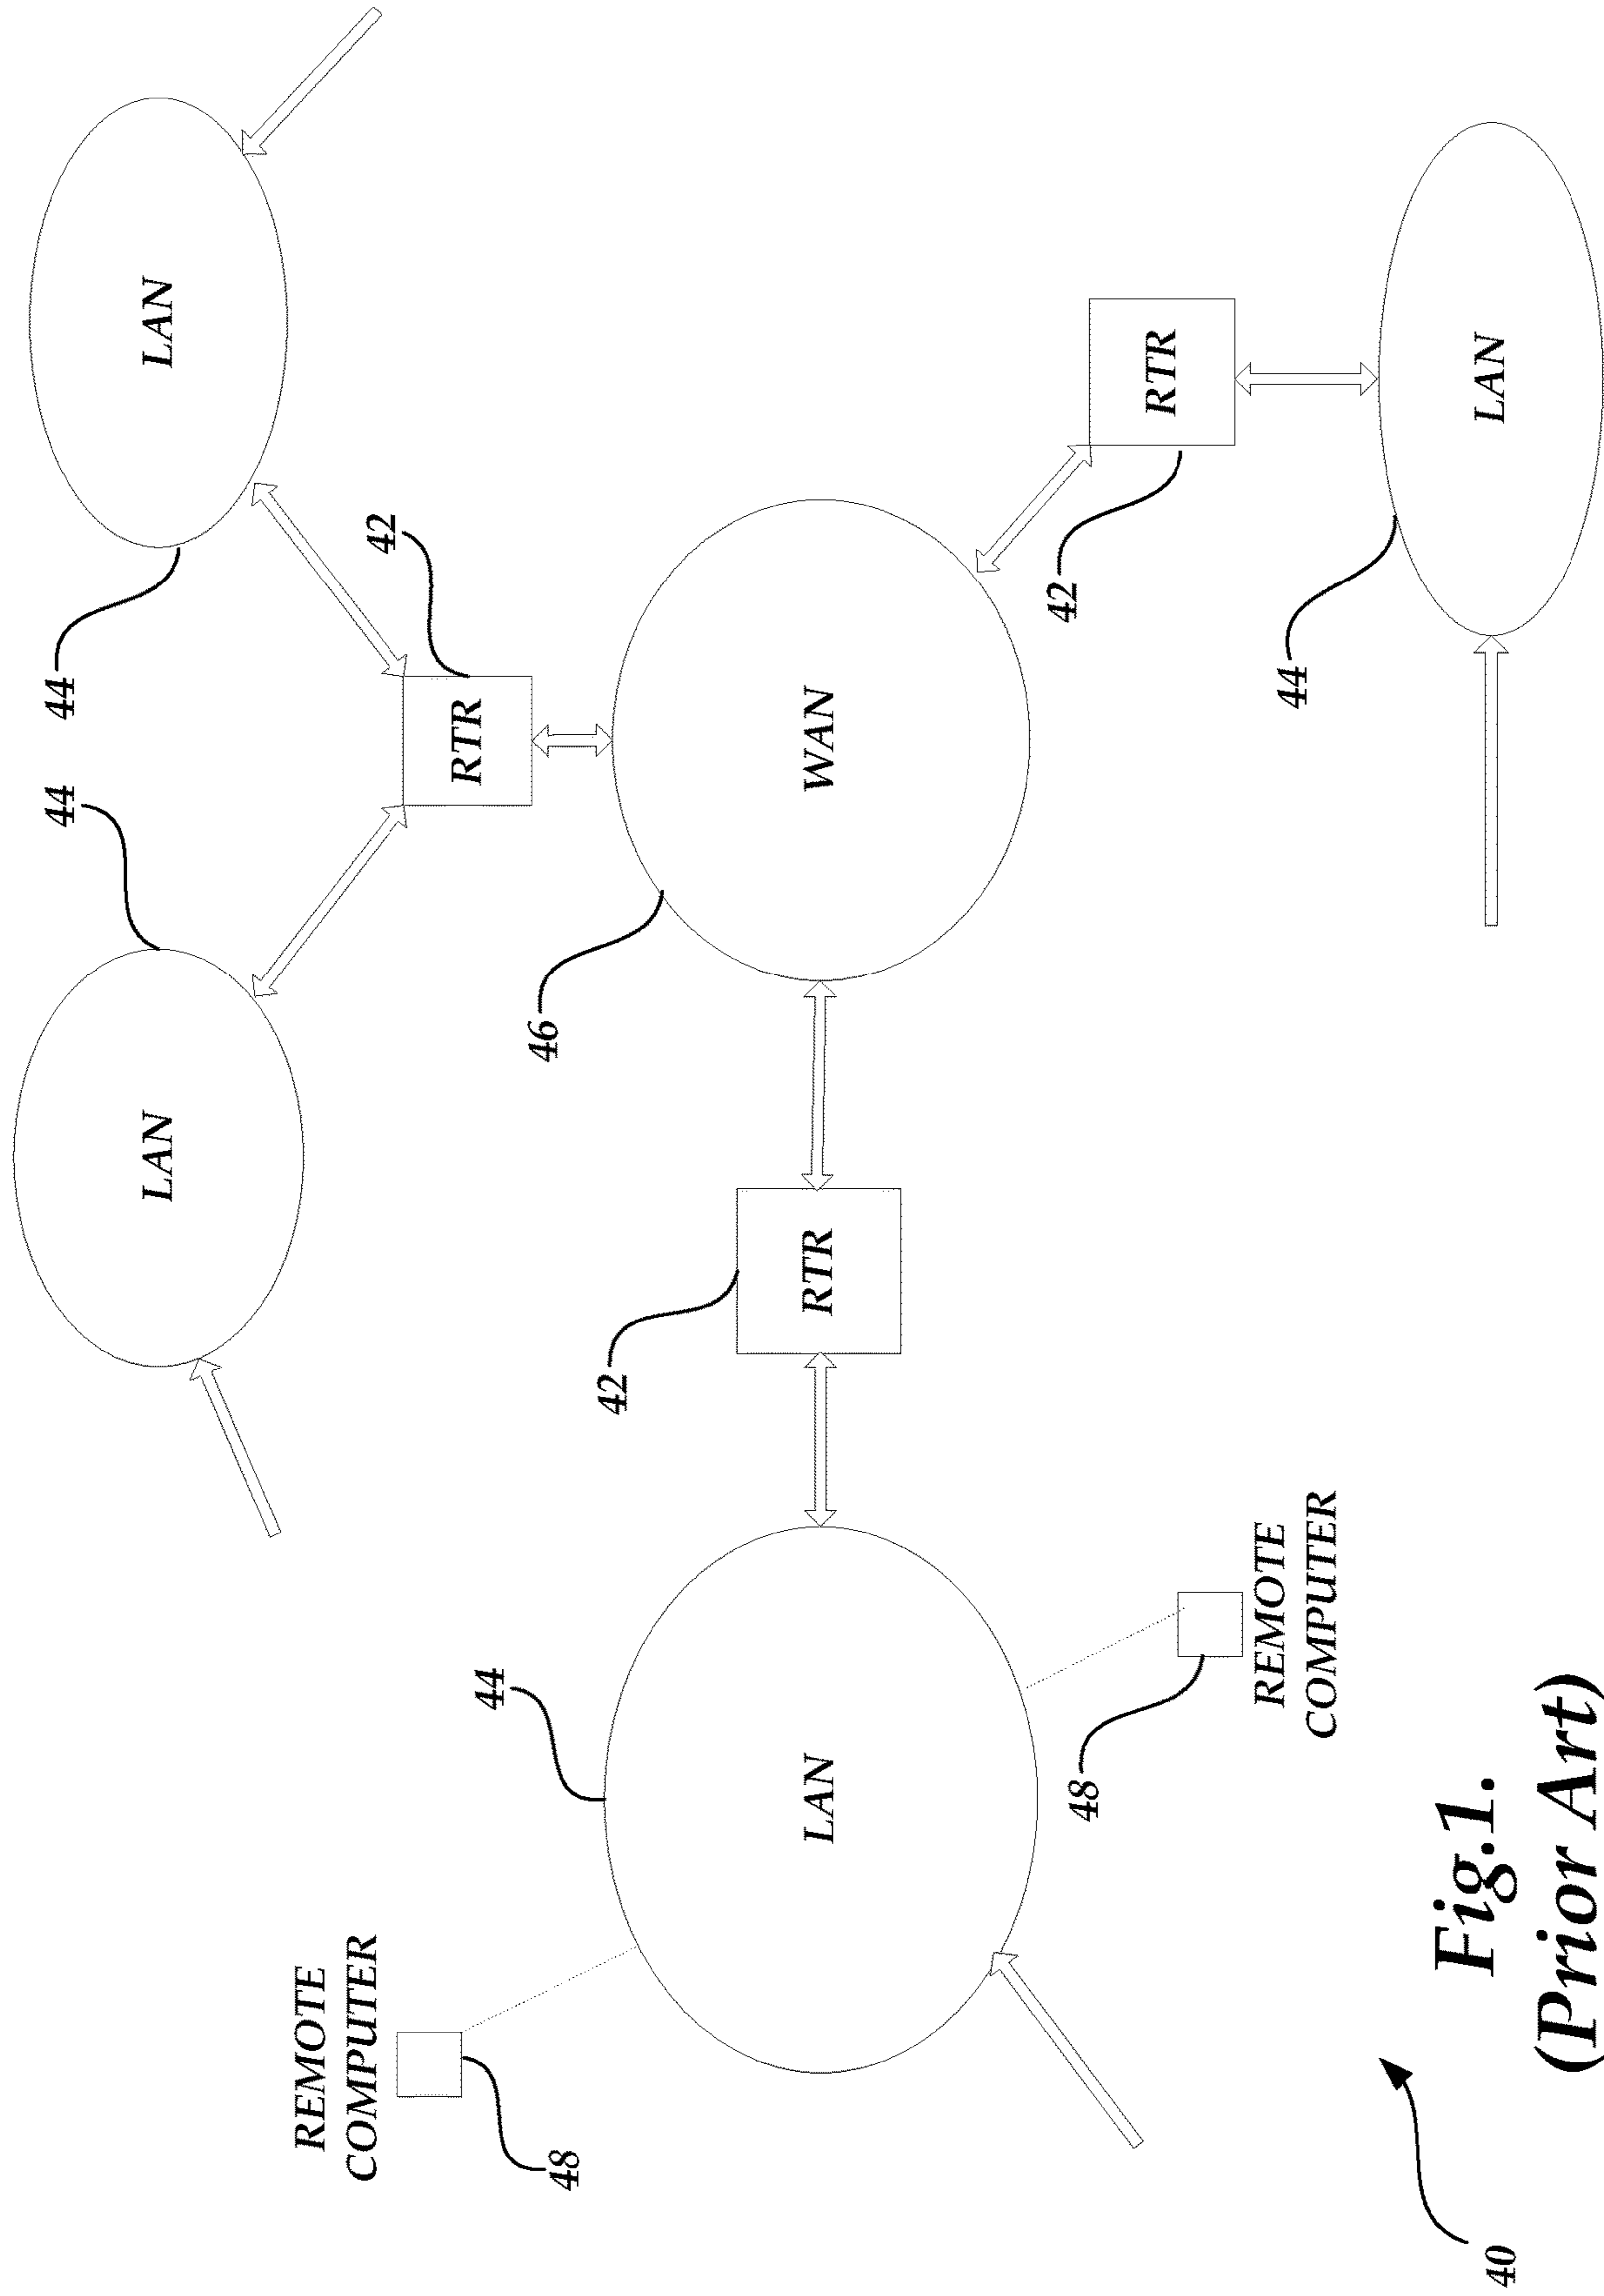 44
44
LAN
LAN
REMOTE
COMPUTER
42
RTR
44
46
48
42
LAN
RTR
WAN
42
48
RTR
REMOTE
COMPUTER
44
LAN
40
Fig.1.
(Prior Art)